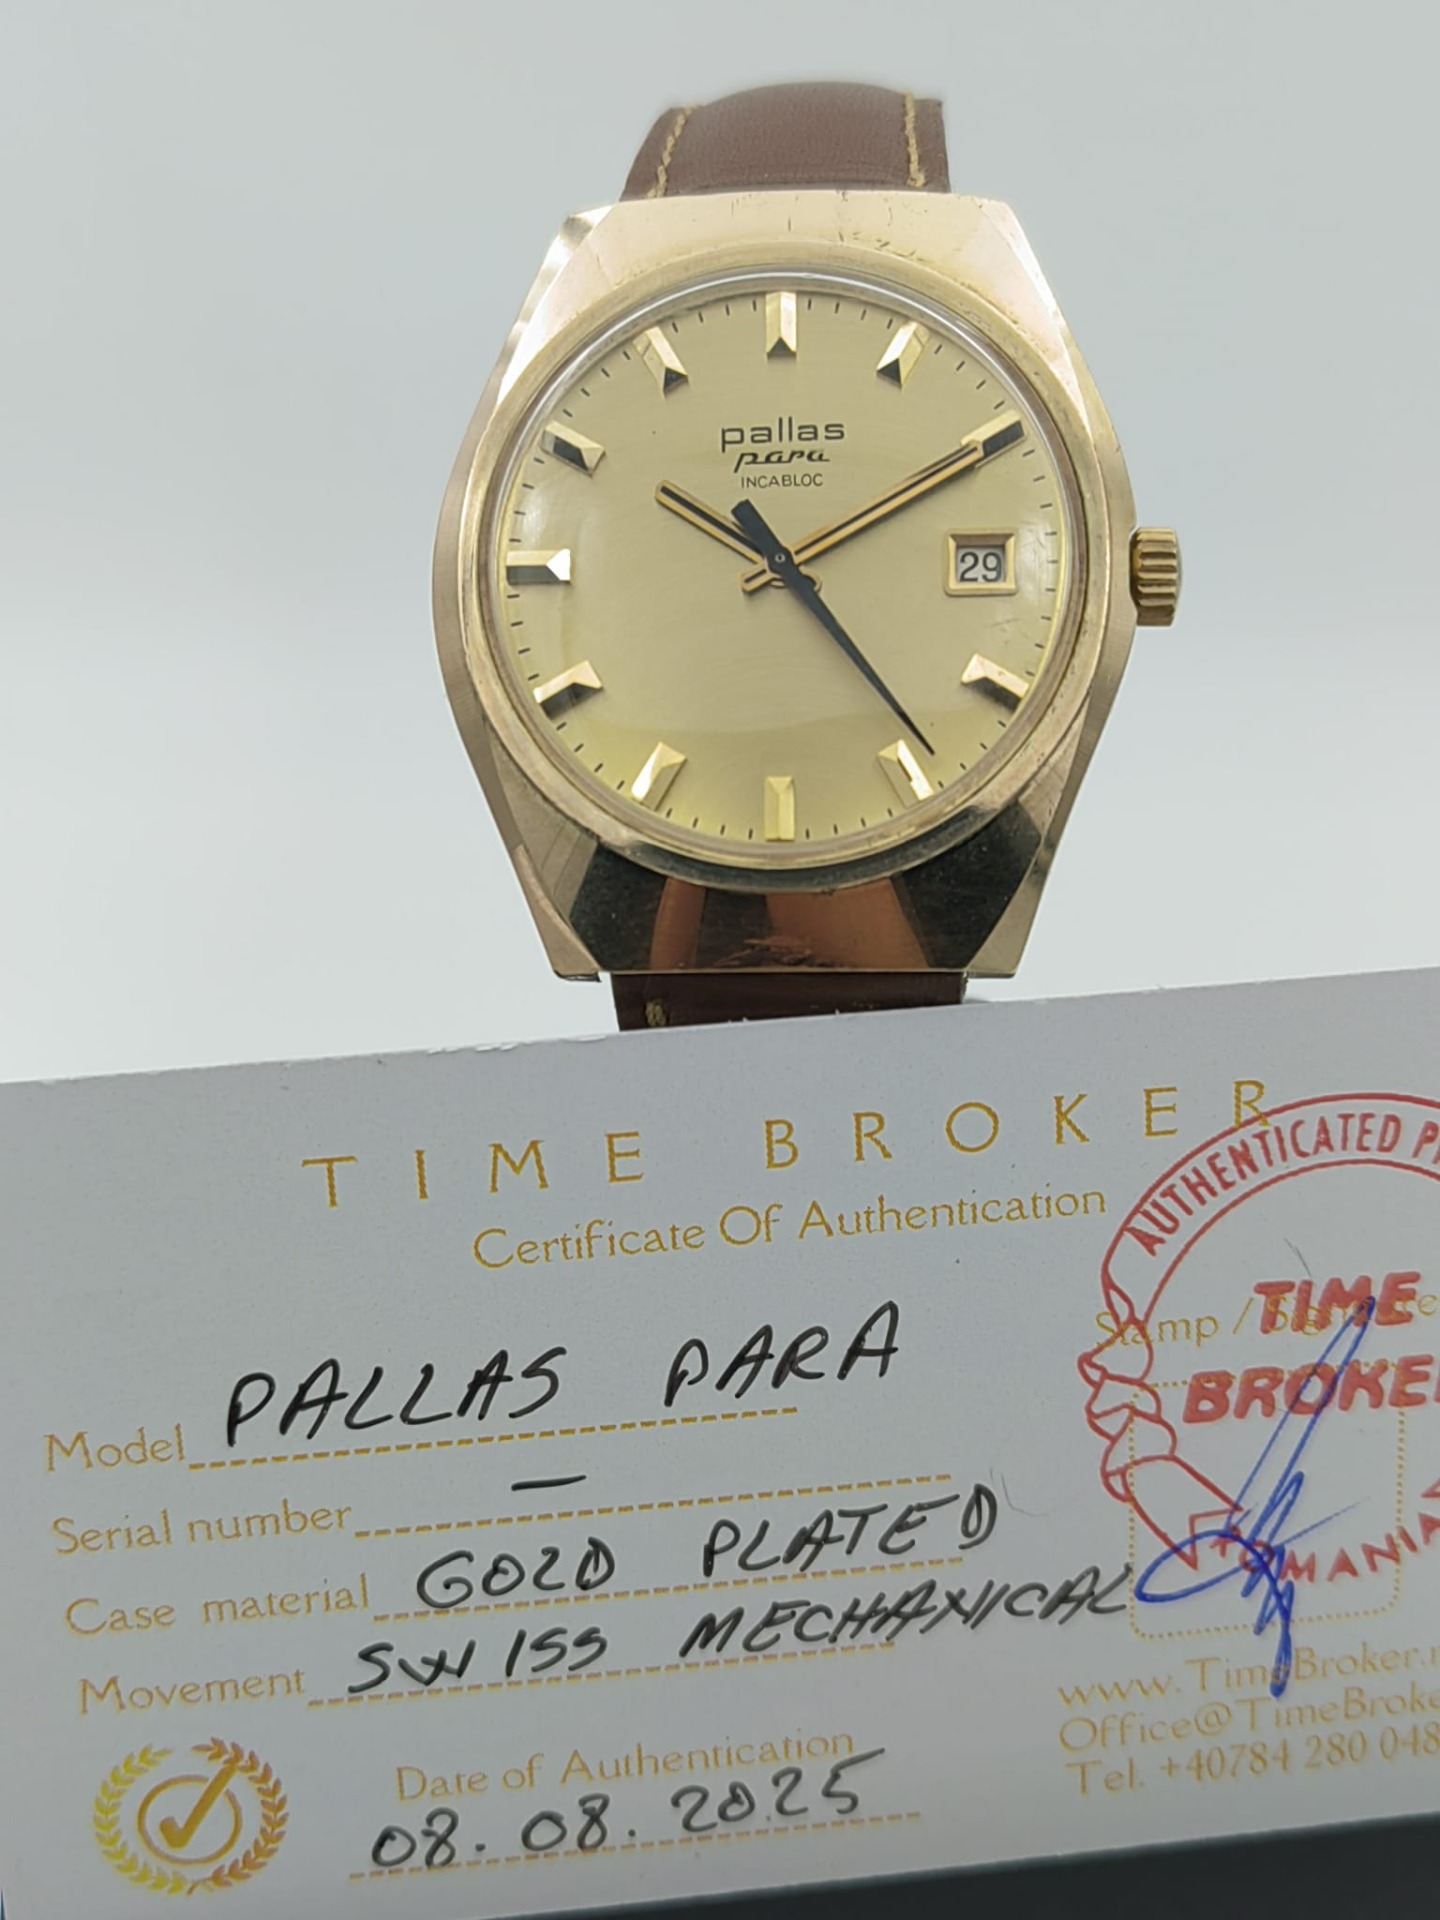 pallas
para
INCABLOC
29
TIME BROKER
Certificate Of Authentication
AUTHENTICATED
Stamp /
TIME
Model PALLAS PARA
Serial number –
Case material GOLD PLATED
Movement SWISS MECHANICAL
ROMANIA
www.TimeBroker.
Office@TimeBroke
Tel. +40784 280 048
Date of Authentication
08.08.2025